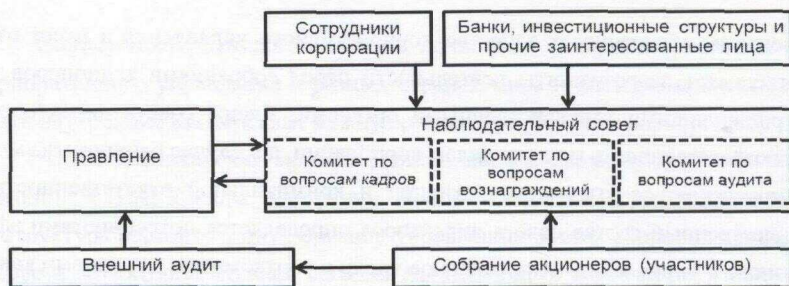 Сотрудники
корпорации
Банки, инвестиционные структуры и
прочие заинтересованные лица
Правление
Наблюдательный совет
Комитет по
вопросам кадров
Комитет по
вопросам
вознаграждений
Комитет по
вопросам аудита
Внешний аудит
Собрание акционеров (участников)